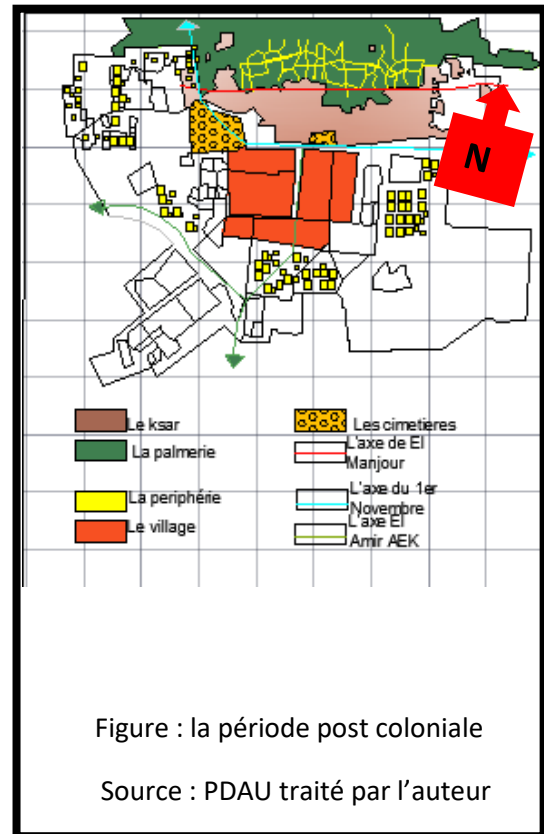 N
Le ksar
Les cimetieres
La palmerie
L'axe de El
Manjour
La periphérie
L'axe du 1er
Novembre
Le village
L'axe El
Amir AEK
Figure : la période post coloniale
Source : PDAU traité par l'auteur